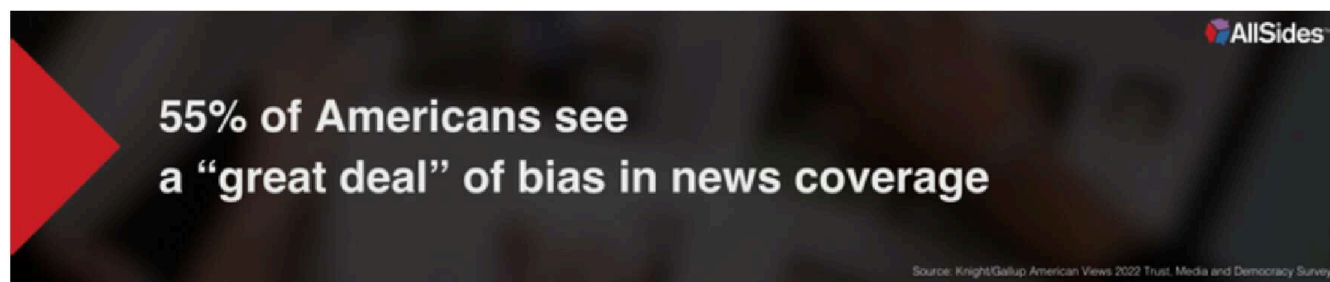 AllSides
55% of Americans see
a “great deal” of bias in news coverage
Source: Knight/Gallup American Views 2022 Trust, Media and Democracy Survey